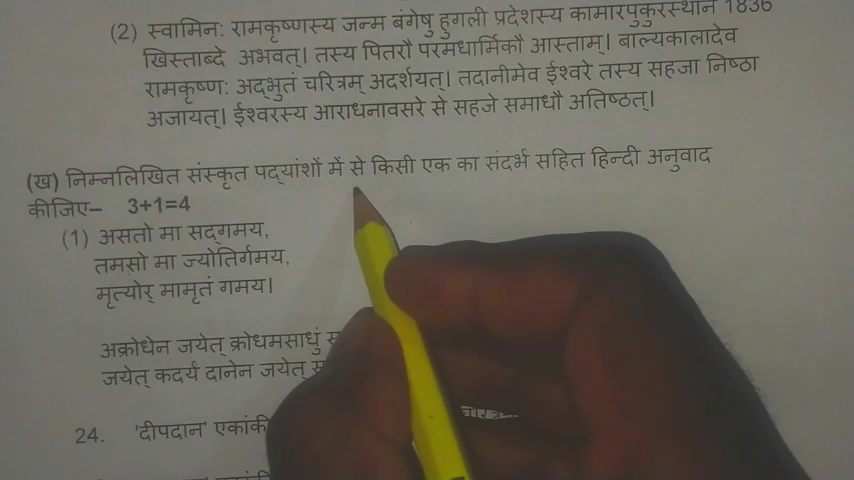 (2) स्वामिन: रामकृष्णस्य जन्म बंगेषु हुगली प्रदेशस्य कामारपुकुरस्थाने 1836
खिस्ताब्दे अभवत्। तस्य पितरौ परमधार्मिकौ आस्ताम्। बाल्यकालादेव
रामकृष्ण: अद्भुतं चरित्रम् अदर्शयत्। तदानीमेव ईश्वरे तस्य सहजा निष्ठा
अजायत्। ईश्वरस्य आराधनावसरे से सहजे समाधौ अतिष्ठत्।
(ख) निम्नलिखित संस्कृत पद्यांशों में से किसी एक का संदर्भ सहित हिन्दी अनुवाद
कीजिए– 3+1=4
(1) असतो मा सद्गमय,
तमसो मा ज्योतिर्गमय,
मृत्योर् मामृतं गमय।
अक्रोधेन जयेत् क्रोधमसाधुं
जयेत् कदर्यं दानेन जयेत्
24. 'दीपदान' एकांकी